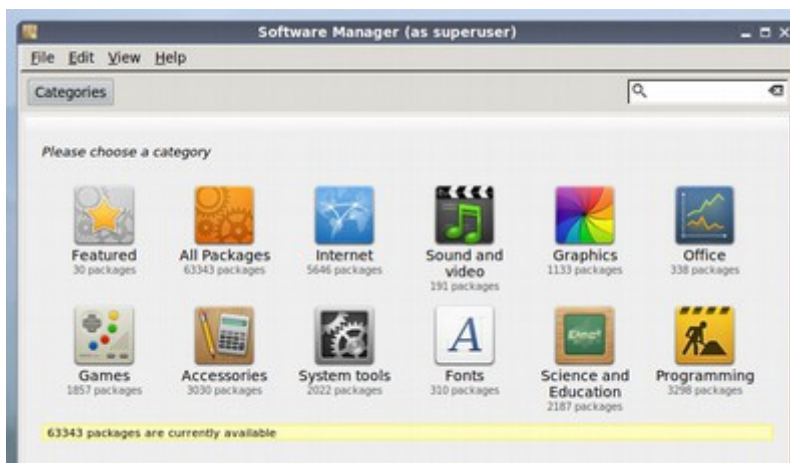 Software Manager (as superuser)
File Edit View Help
Categories
Please choose a category
Featured All Packages Internet Sound and video Graphics Office
30 packages 63343 packages 5646 packages 191 packages 1133 packages 338 packages
Games Accessories System tools Fonts Science and Education Programming
1857 packages 3030 packages 2022 packages 310 packages 2187 packages 3298 packages
63343 packages are currently available